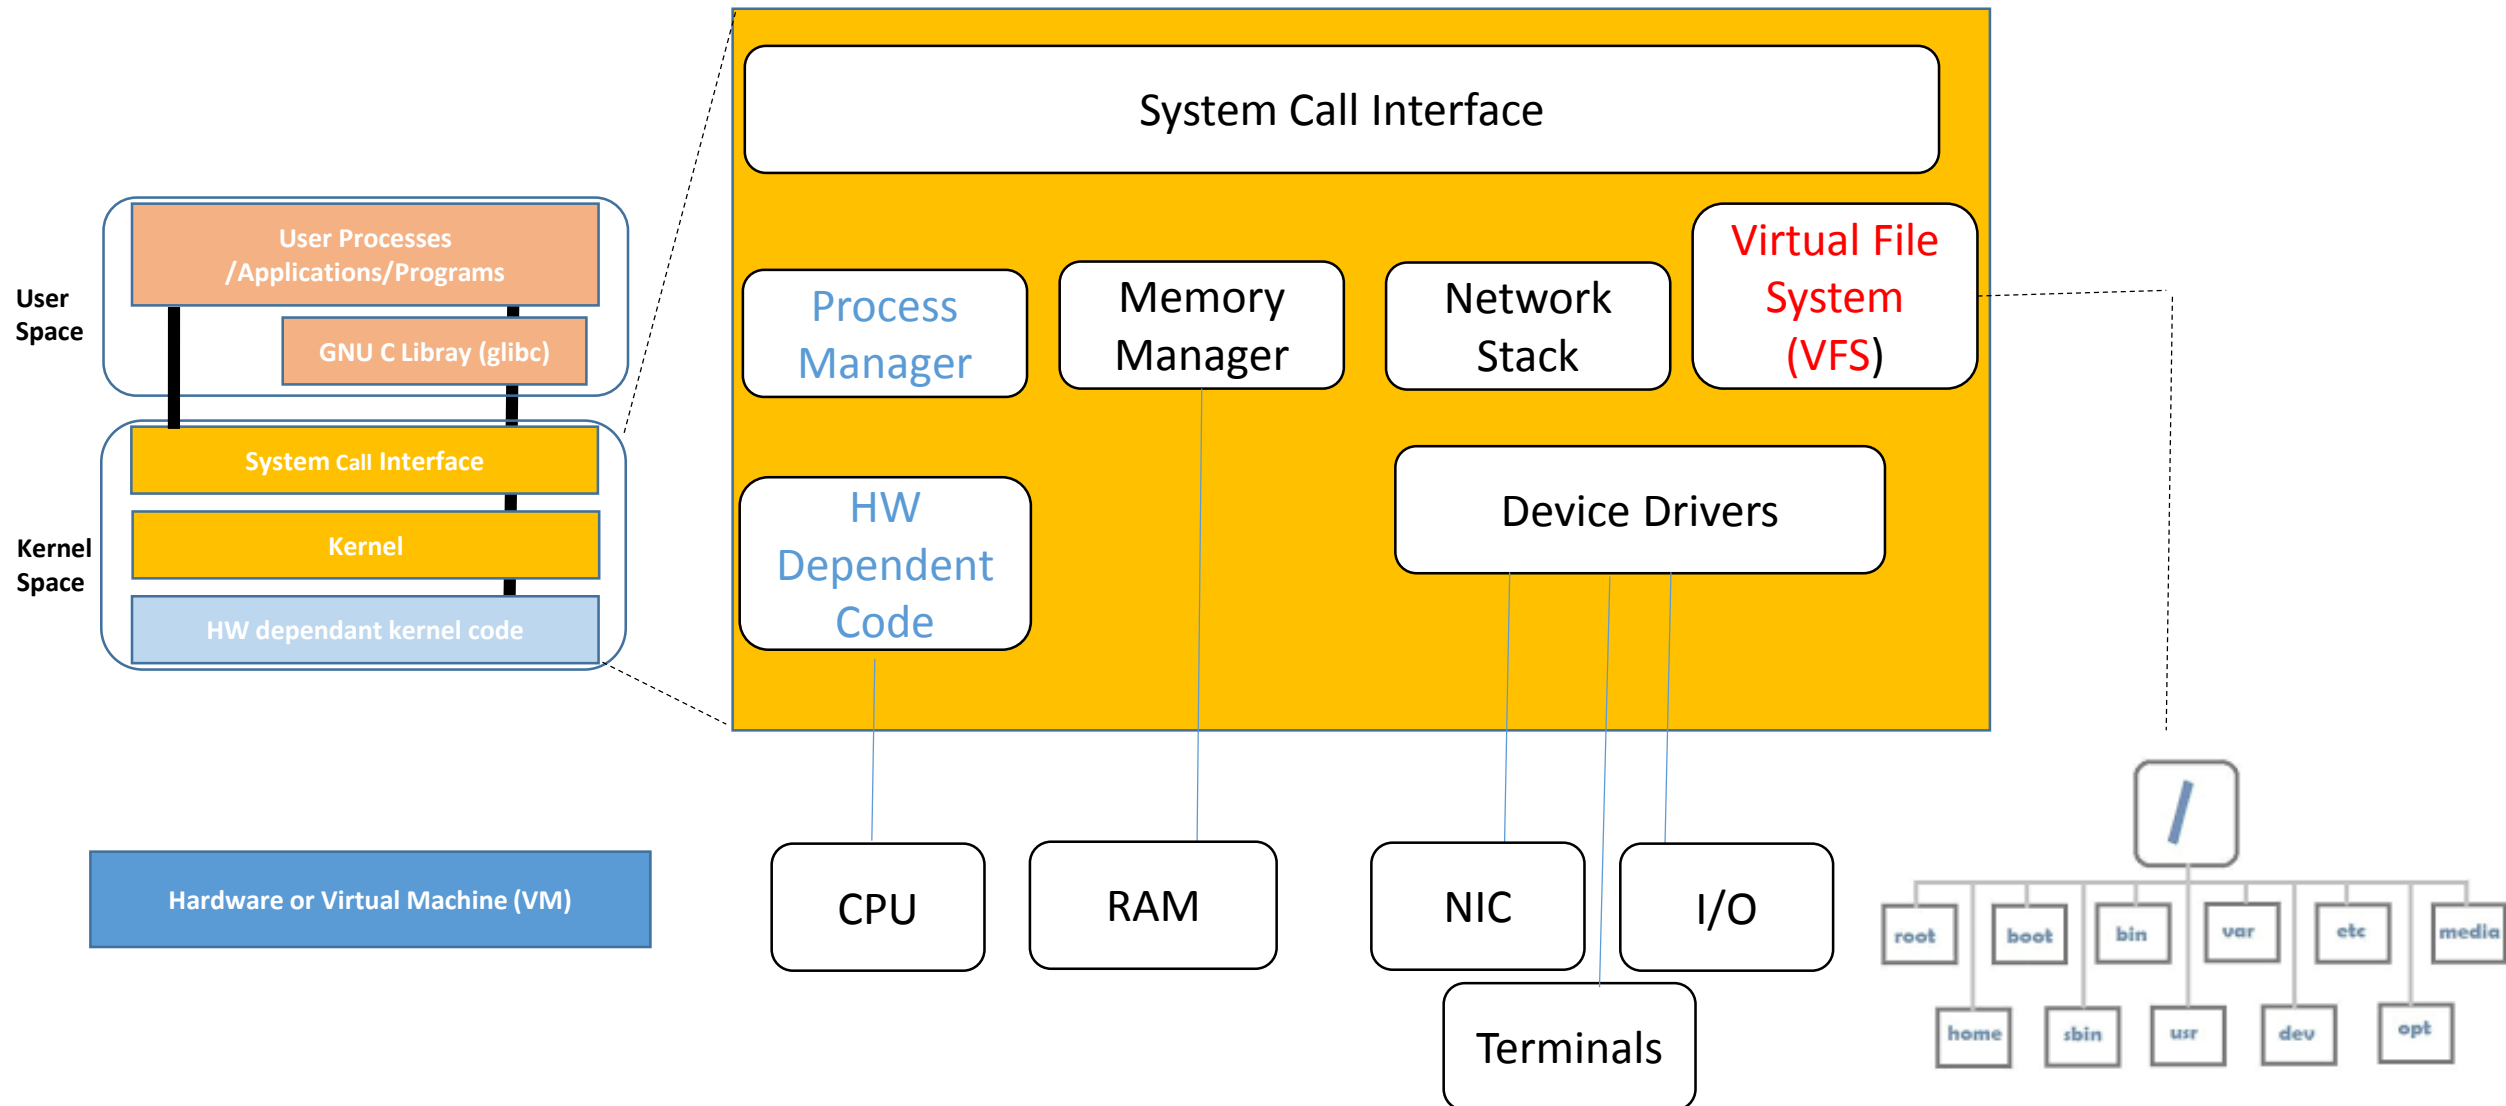 System Call Interface
User Processes
/Applications/Programs
User
Space
GNU C Libray (glibc)
System Call Interface
Kernel
Kernel
Space
HW dependant kernel code
Hardware or Virtual Machine (VM)
Process
Manager
Memory
Manager
Network
Stack
Virtual File
System
(VFS)
HW
Dependent
Code
Device Drivers
CPU
RAM
NIC
I/O
Terminals
/
root
boot
bin
var
etc
media
home
sbin
usr
dev
opt